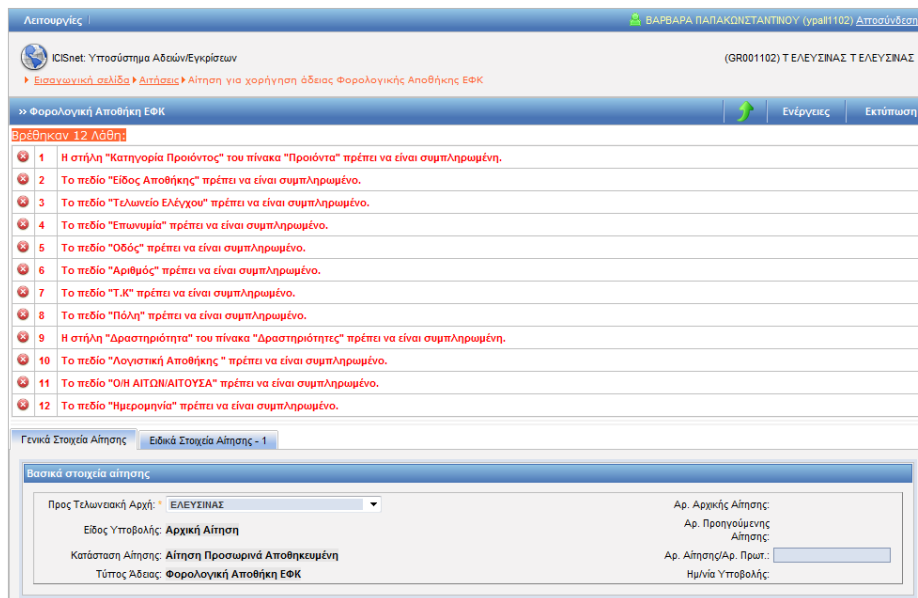 Λειτουργίες
ΒΑΡΒΑΡΑ ΠΑΠΑΚΩΝΣΤΑΝΤΙΝΟΥ (ypall1102) Αποσύνδεση
ICISnet: Υποσύστημα Αδειών/Εγκρίσεων
(GR001102) Τ ΕΛΕΥΣΙΝΑΣ Τ ΕΛΕΥΣΙΝΑΣ
Εισαγωγική σελίδα Αιτήσεις Αίτηση για χορήγηση άδειας Φορολογικής Αποθήκης ΕΦΚ
>> Φορολογική Αποθήκη ΕΦΚ
Ενέργειες
Εκτύπωση
Βρέθηκαν 12 Λάθη:
1 Η στήλη "Κατηγορία Προιόντος" του πίνακα "Προιόντα" πρέπει να είναι συμπληρωμένη.
2 Το πεδίο "Είδος Αποθήκης" πρέπει να είναι συμπληρωμένο.
3 Το πεδίο "Τελωνείο Ελέγχου" πρέπει να είναι συμπληρωμένο.
4 Το πεδίο "Επωνυμία" πρέπει να είναι συμπληρωμένο.
5 Το πεδίο "Οδός" πρέπει να είναι συμπληρωμένο.
6 Το πεδίο "Αριθμός" πρέπει να είναι συμπληρωμένο.
7 Το πεδίο "Τ.Κ" πρέπει να είναι συμπληρωμένο.
8 Το πεδίο "Πόλη" πρέπει να είναι συμπληρωμένο.
9 Η στήλη "Δραστηριότητα" του πίνακα "Δραστηριότητες" πρέπει να είναι συμπληρωμένη.
10 Το πεδίο "Λογιστική Αποθήκης " πρέπει να είναι συμπληρωμένο.
11 Το πεδίο "Ο/Η ΑΙΤΩΝ/ΑΙΤΟΥΣΑ" πρέπει να είναι συμπληρωμένο.
12 Το πεδίο "Ημερομηνία" πρέπει να είναι συμπληρωμένο.
Γενικά Στοιχεία Αίτησης
Ειδικά Στοιχεία Αίτησης - 1
Βασικά στοιχεία αίτησης
Προς Τελωνειακή Αρχή: * ΕΛΕΥΣΙΝΑΣ
Αρ. Αρχικής Αίτησης:
Είδος Υποβολής: Αρχική Αίτηση
Αρ. Προηγούμενης
Αίτησης:
Κατάσταση Αίτησης: Αίτηση Προσωρινά Αποθηκευμένη
Αρ. Αίτησης/Αρ. Πρωτ.:
Τύπος Άδειας: Φορολογική Αποθήκη ΕΦΚ
Ημ/νία Υποβολής: